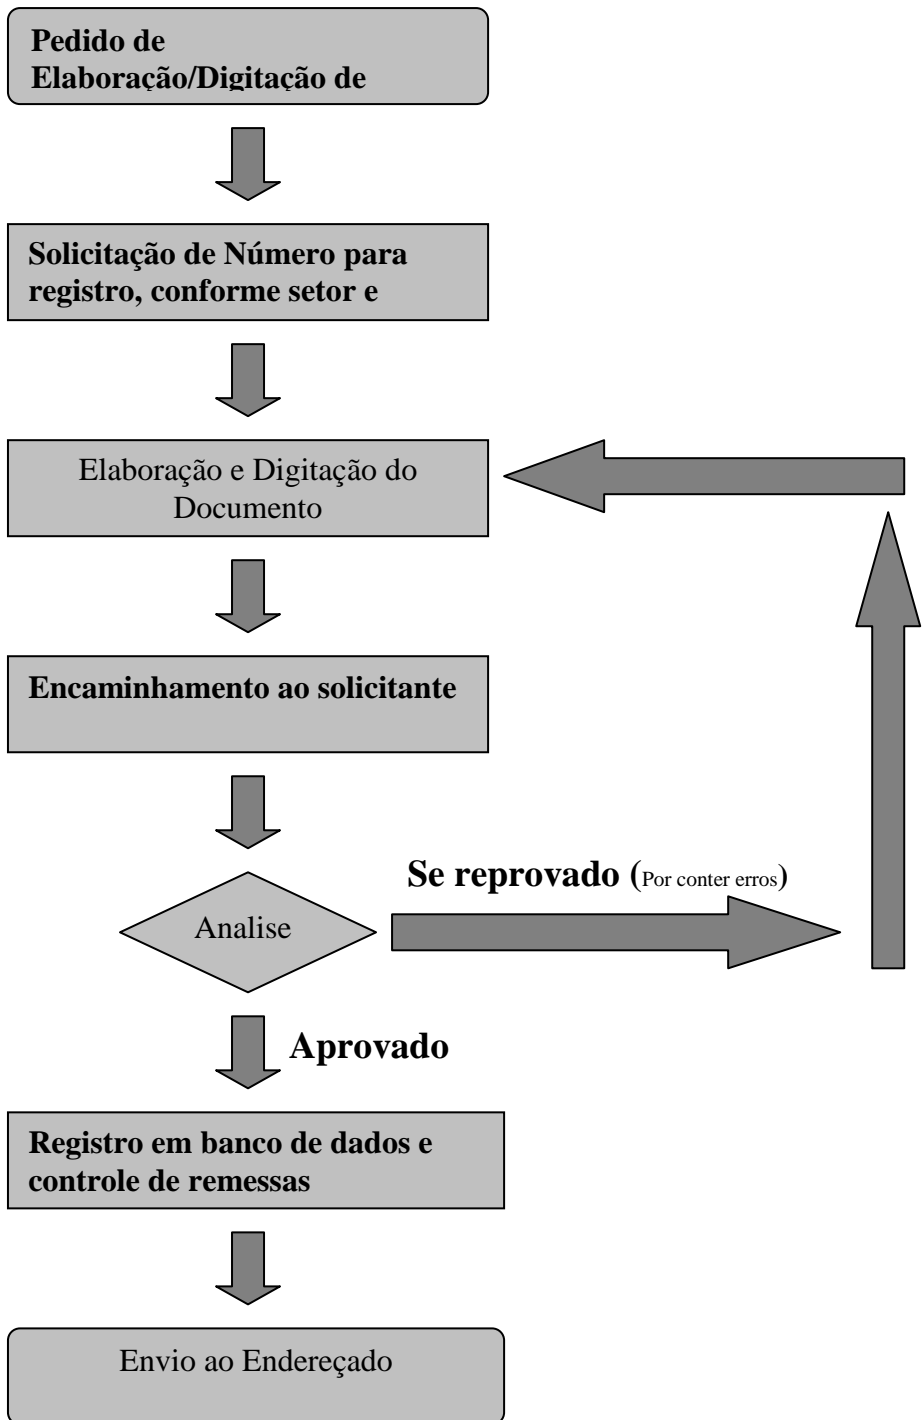 Pedido de
Elaboração/Digitação de
Solicitação de Número para
registro, conforme setor e
Elaboração e Digitação do
Documento
Encaminhamento ao solicitante
Se reprovado (Por conter erros)
Analise
Aprovado
Registro em banco de dados e
controle de remessas
Envio ao Endereçado